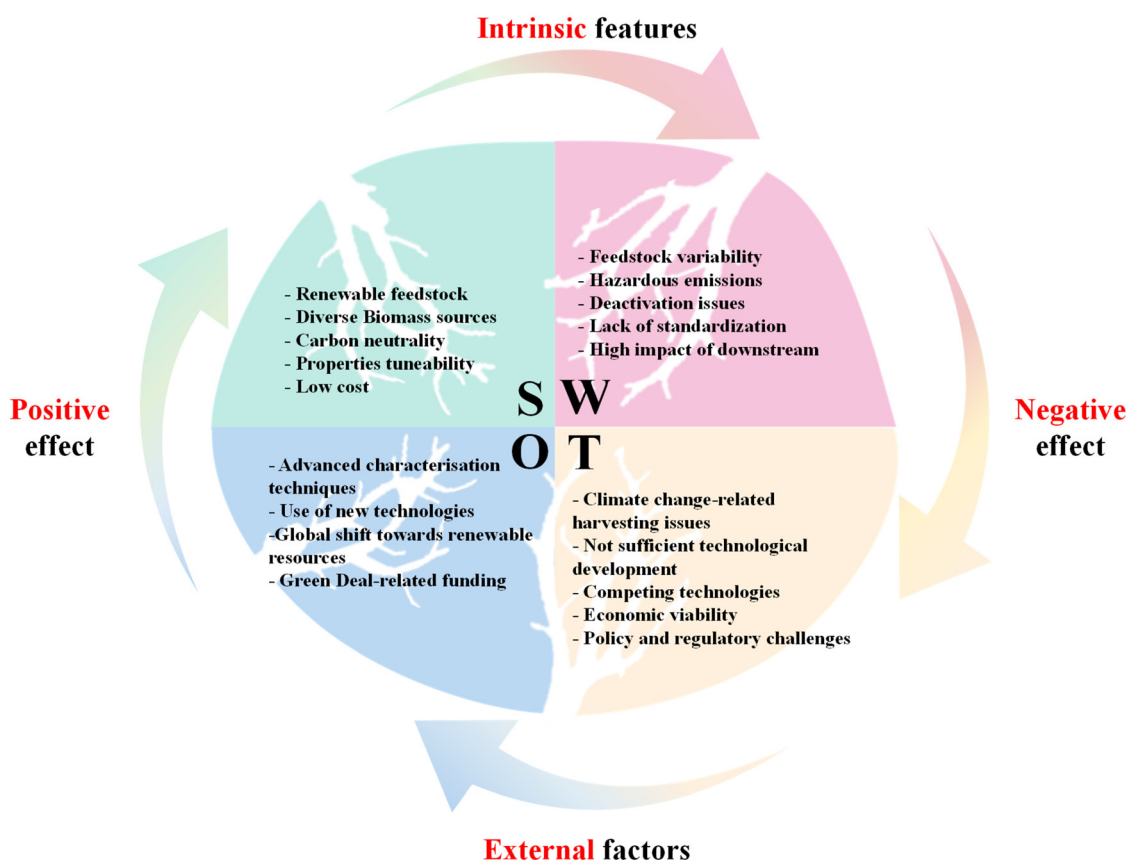 Intrinsic features
- Renewable feedstock
- Diverse Biomass sources
- Carbon neutrality
- Properties tuneability
- Low cost
- Feedstock variability
- Hazardous emissions
- Deactivation issues
- Lack of standardization
- High impact of downstream
S W
O T
Positive
effect
Negative
effect
- Advanced characterisation
techniques
- Use of new technologies
-Global shift towards renewable
resources
- Green Deal-related funding
- Climate change-related
harvesting issues
- Not sufficient technological
development
- Competing technologies
- Economic viability
- Policy and regulatory challenges
External factors